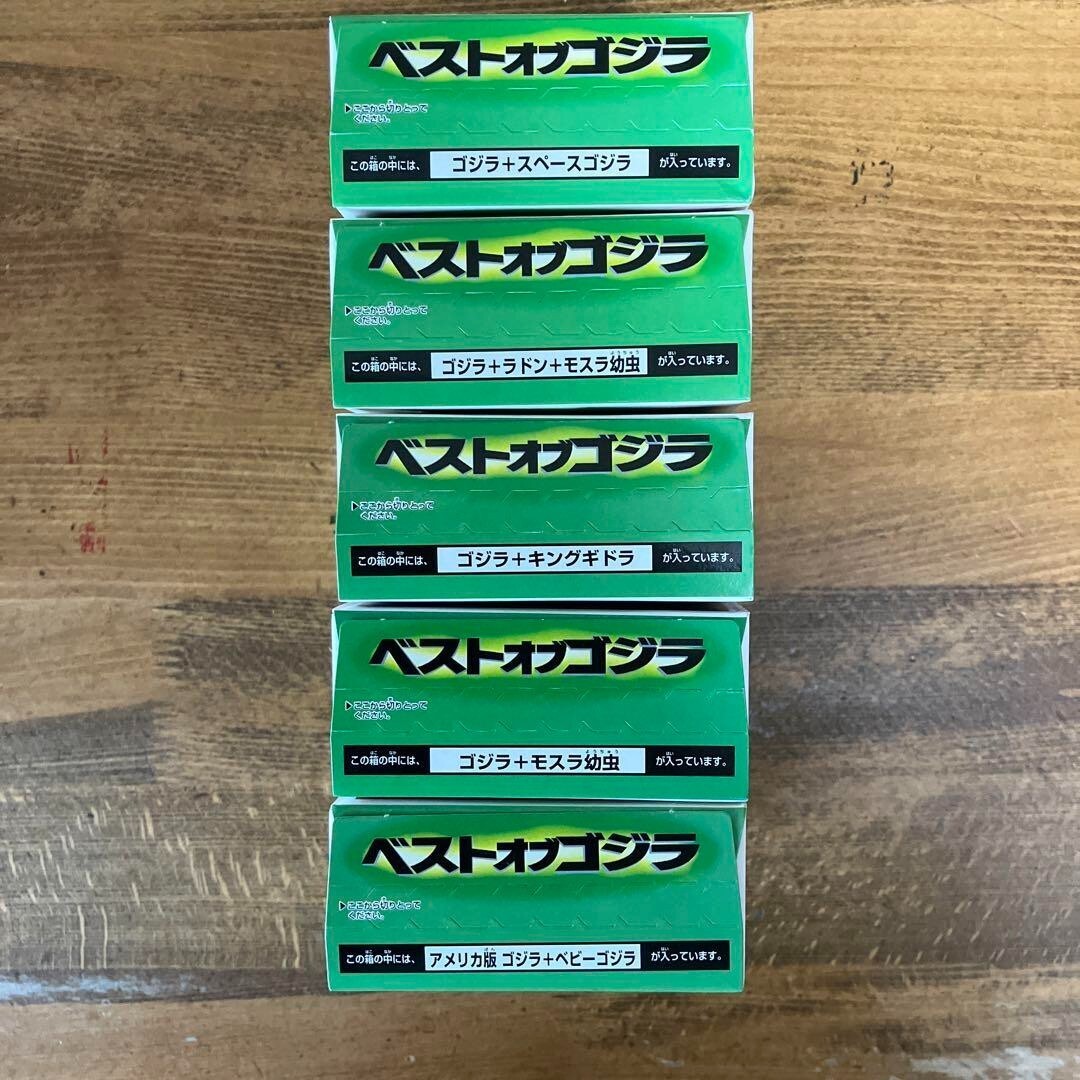 ベストオブゴジラ
▶ここから切りとって
ください。
この箱の中には、 ゴジラ+スペースゴジラ が入っています。
ベストオブゴジラ
▶ここから切りとって
ください。
この箱の中には、 ゴジラ+ラドン+モスラ幼虫 が入っています。
ベストオブゴジラ
▶ここから切りとって
ください。
この箱の中には、 ゴジラ+キングギドラ が入っています。
ベストオブゴジラ
▶ここから切りとって
ください。
この箱の中には、 ゴジラ+モスラ幼虫 が入っています。
ベストオブゴジラ
▶ここから切りとって
ください。
この箱の中には、 アメリカ版 ゴジラ+ベビーゴジラ が入っています。